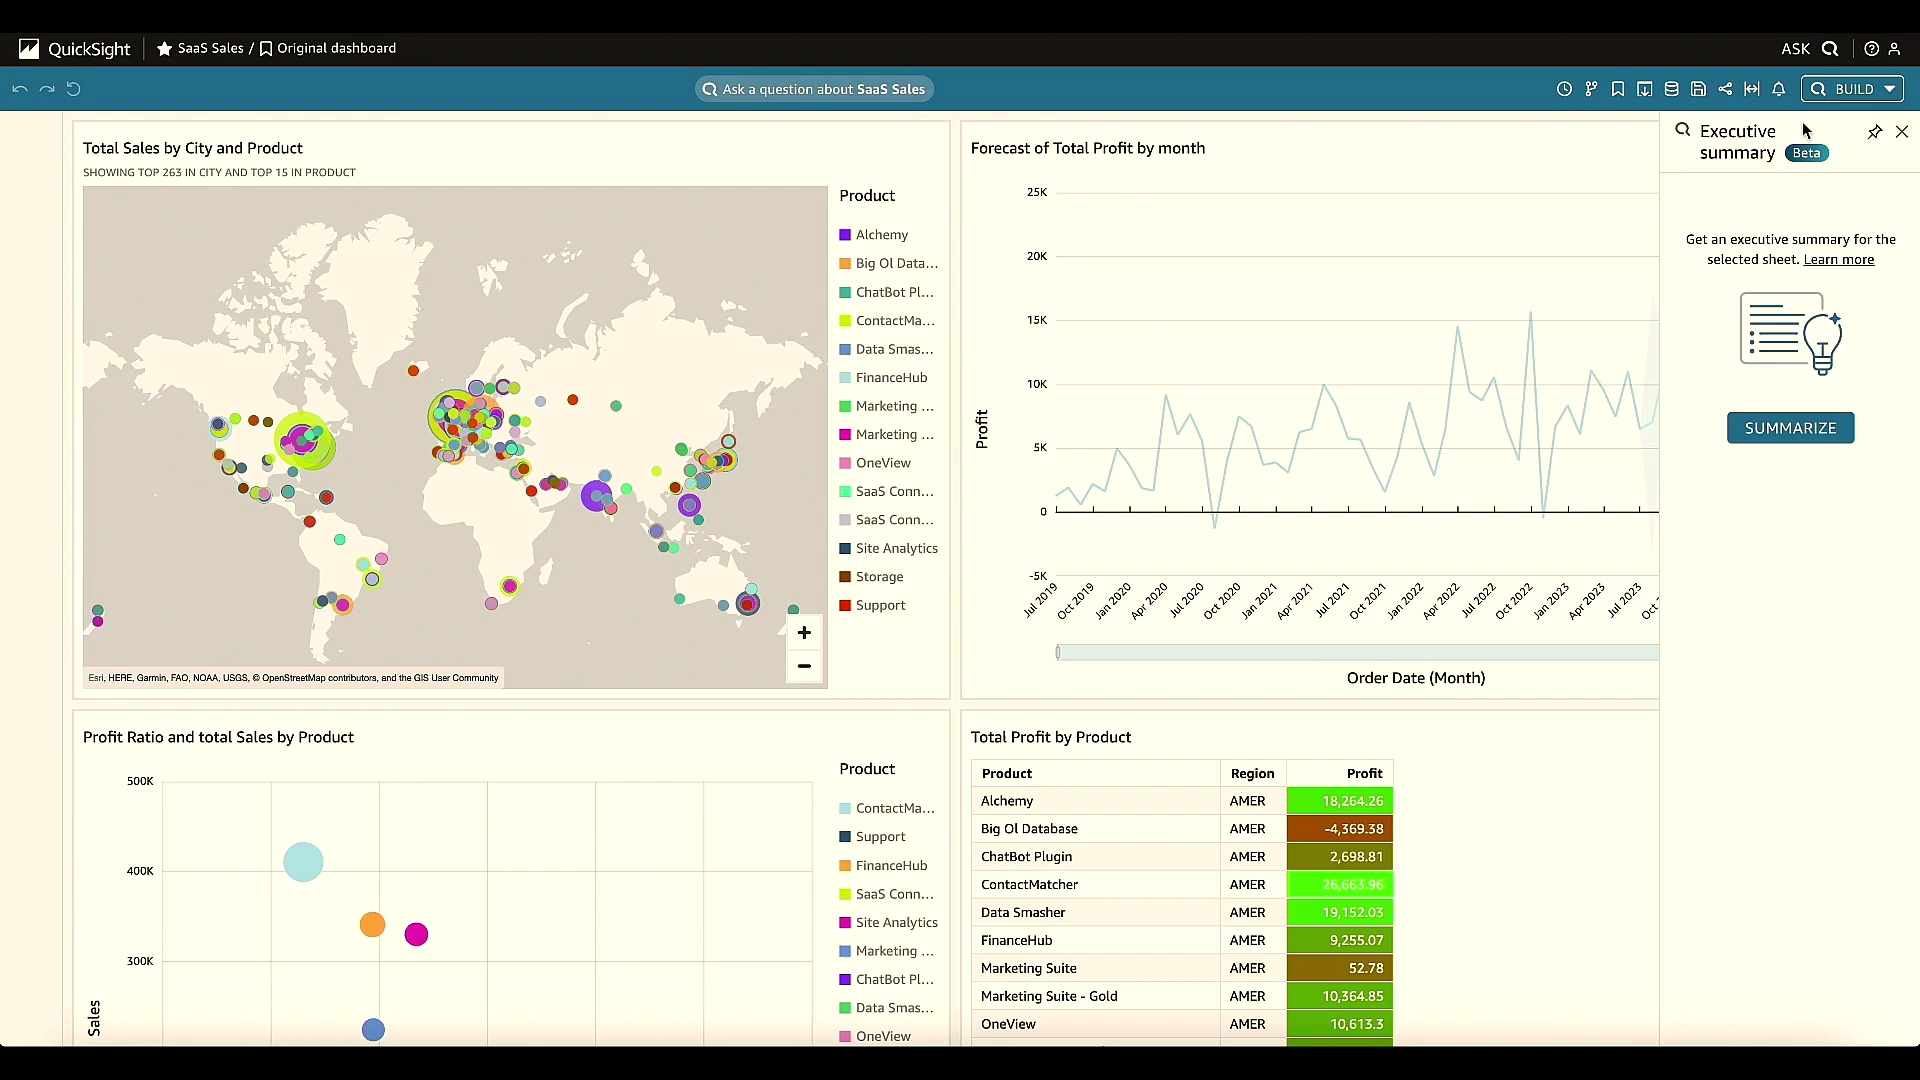 QuickSight
SaaS Sales / Original dashboard
ASK
Ask a question about SaaS Sales
BUILD
Total Sales by City and Product
SHOWING TOP 263 IN CITY AND TOP 15 IN PRODUCT
Product
Alchemy
Big Ol Data...
ChatBot Pl...
ContactMa...
Data Smas...
FinanceHub
Marketing ...
Marketing ...
OneView
SaaS Conn...
SaaS Conn...
Site Analytics
Storage
Support
+
−
Esri, HERE, Garmin, FAO, NOAA, USGS, © OpenStreetMap contributors, and the GIS User Community
Forecast of Total Profit by month
25K
20K
15K
10K
5K
0
-5K
Profit
Jul 2019
Oct 2019
Jan 2020
Apr 2020
Jul 2020
Oct 2020
Jan 2021
Apr 2021
Jul 2021
Oct 2021
Jan 2022
Apr 2022
Jul 2022
Oct 2022
Jan 2023
Apr 2023
Jul 2023
Order Date (Month)
Executive
summary Beta
Get an executive summary for the
selected sheet. Learn more
SUMMARIZE
Profit Ratio and total Sales by Product
500K
400K
300K
Sales
Product
ContactMa...
Support
FinanceHub
SaaS Conn...
Site Analytics
Marketing ...
ChatBot Pl...
Data Smas...
OneView
Total Profit by Product
Product Region Profit
Alchemy AMER 18,264.26
Big Ol Database AMER -4,369.38
ChatBot Plugin AMER 2,698.81
ContactMatcher AMER 26,663.96
Data Smasher AMER 19,152.03
FinanceHub AMER 9,255.07
Marketing Suite AMER 52.78
Marketing Suite - Gold AMER 10,364.85
OneView AMER 10,613.3